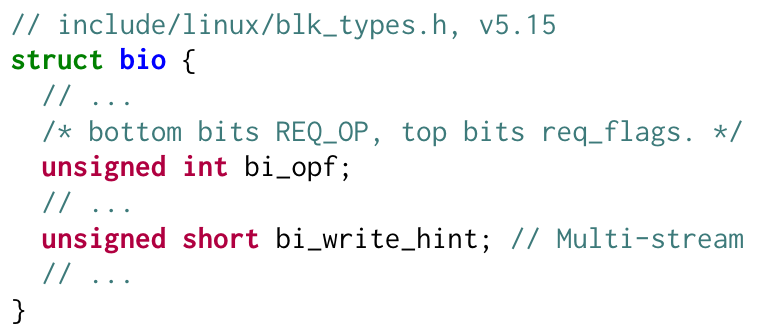 // include/linux/blk_types.h, v5.15
struct bio {
  // ...
  /* bottom bits REQ_OP, top bits req_flags. */
  unsigned int bi_opf;
  // ...
  unsigned short bi_write_hint; // Multi-stream
  // ...
}